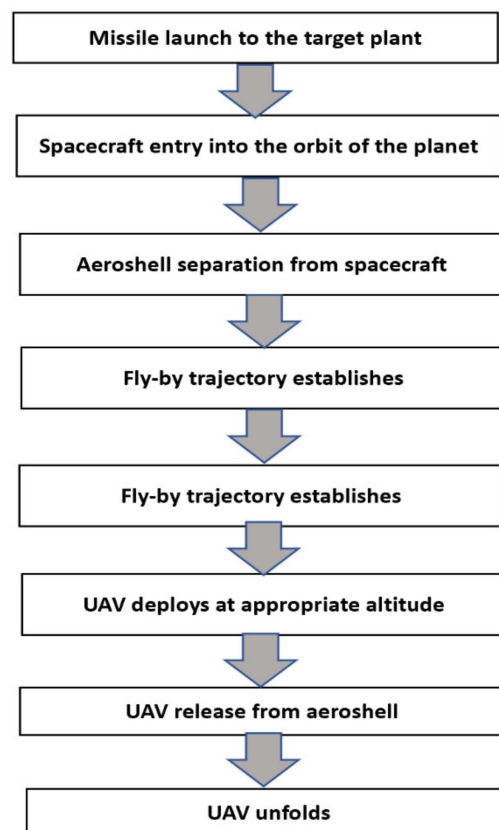 Missile launch to the target plant
Spacecraft entry into the orbit of the planet
Aeroshell separation from spacecraft
Fly-by trajectory establishes
Fly-by trajectory establishes
UAV deploys at appropriate altitude
UAV release from aeroshell
UAV unfolds